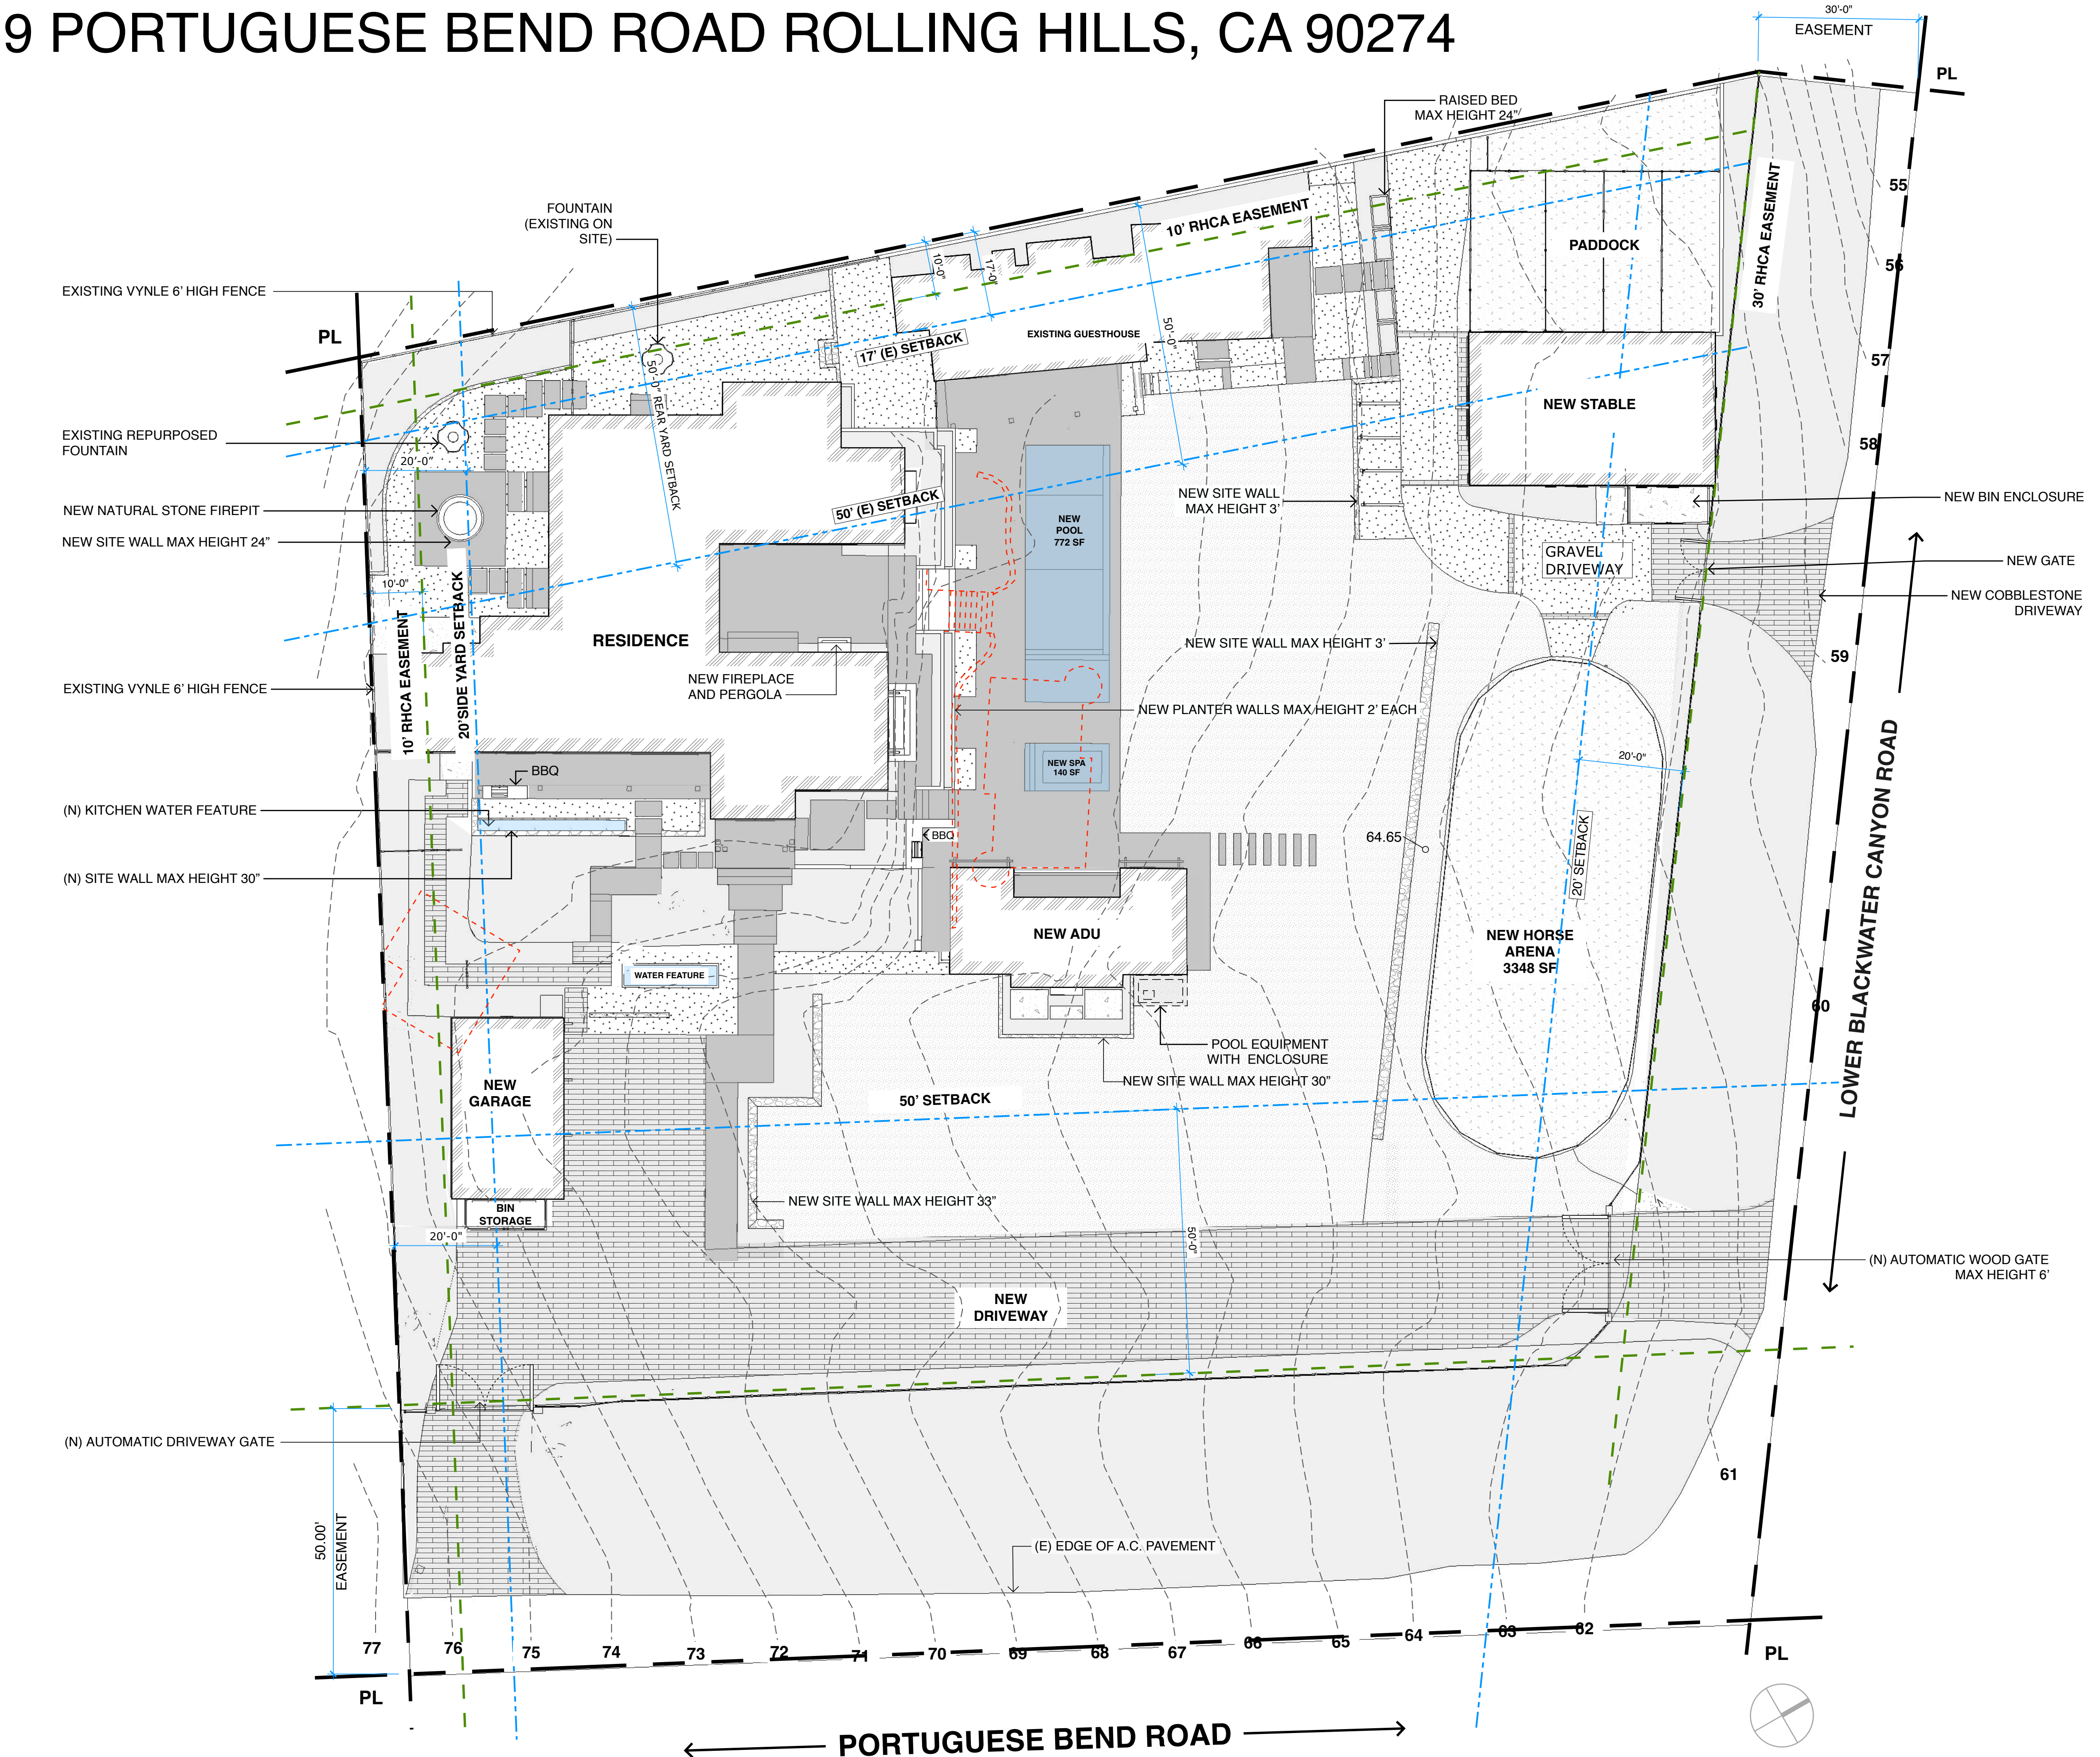 9 PORTUGUESE BEND ROAD ROLLING HILLS, CA 90274
30'-0"
EASEMENT
PL
RAISED BED
MAX HEIGHT 24"
55
30' RHCA EASEMENT
FOUNTAIN
(EXISTING ON
SITE)
10' RHCA EASEMENT
PADDOCK
56
10'-0"
17'-0"
EXISTING VYNLE 6' HIGH FENCE
PL
EXISTING GUESTHOUSE
50'-0"
17' (E) SETBACK
57
50'-0" REAR YARD SETBACK
NEW STABLE
EXISTING REPURPOSED
FOUNTAIN
58
20'-0"
50' (E) SETBACK
NEW SITE WALL
MAX HEIGHT 3'
NEW BIN ENCLOSURE
NEW NATURAL STONE FIREPIT
NEW
POOL
772 SF
NEW SITE WALL MAX HEIGHT 24"
GRAVEL
DRIVEWAY
NEW GATE
10'-0"
NEW COBBLESTONE
DRIVEWAY
10' RHCA EASEMENT
20'SIDE YARD SETBACK
RESIDENCE
NEW SITE WALL MAX HEIGHT 3'
59
NEW FIREPLACE
AND PERGOLA
EXISTING VYNLE 6' HIGH FENCE
NEW PLANTER WALLS MAX HEIGHT 2' EACH
20'-0"
BBQ
NEW SPA
140 SF
LOWER BLACKWATER CANYON ROAD
(N) KITCHEN WATER FEATURE
BBQ
64.65
20' SETBACK
(N) SITE WALL MAX HEIGHT 30"
NEW ADU
NEW HORSE
ARENA
3348 SF
WATER FEATURE
60
POOL EQUIPMENT
WITH ENCLOSURE
NEW
GARAGE
NEW SITE WALL MAX HEIGHT 30"
50' SETBACK
NEW SITE WALL MAX HEIGHT 33"
BIN
STORAGE
20'-0"
50'-0"
(N) AUTOMATIC WOOD GATE
MAX HEIGHT 6'
NEW
DRIVEWAY
(N) AUTOMATIC DRIVEWAY GATE
61
50.00'
EASEMENT
(E) EDGE OF A.C. PAVEMENT
77
76
75
74
73
72
71
70
69
68
67
66
65
64
63
62
PL
PL
PORTUGUESE BEND ROAD